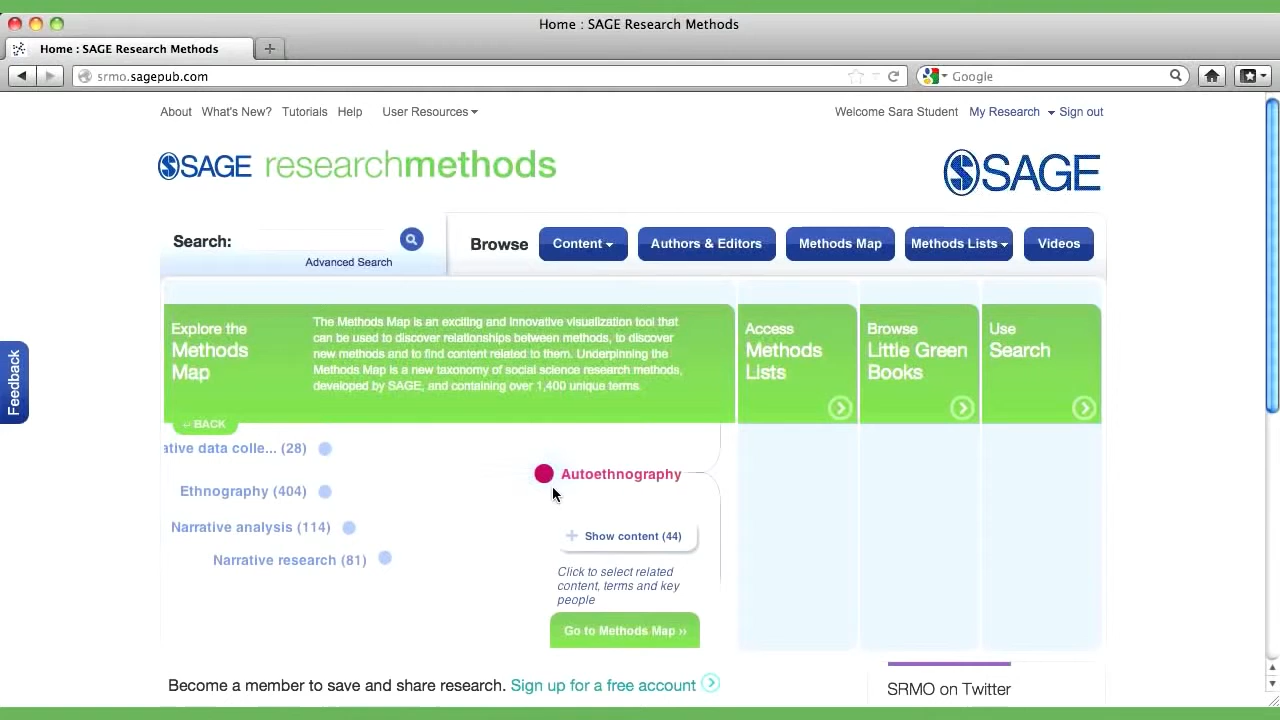 Home : SAGE Research Methods
Home : SAGE Research Methods
srmo.sagepub.com
Google
About What's New? Tutorials Help User Resources
Welcome Sara Student My Research Sign out
SAGE researchmethods
SAGE
Search:
Advanced Search
Browse
Content
Authors & Editors
Methods Map
Methods Lists
Videos
Feedback
Explore the
Methods
Map
The Methods Map is an exciting and innovative visualization tool that
can be used to discover relationships between methods, to discover
new methods and to find content related to them. Underpinning the
Methods Map is a new taxonomy of social science research methods,
developed by SAGE, and containing over 1,400 unique terms.
Access
Methods
Lists
Browse
Little Green
Books
Use
Search
BACK
ative data colle... (28)
Ethnography (404)
Narrative analysis (114)
Narrative research (81)
Autoethnography
+ Show content (44)
Click to select related
content, terms and key
people
Go to Methods Map ››
Become a member to save and share research. Sign up for a free account
SRMO on Twitter